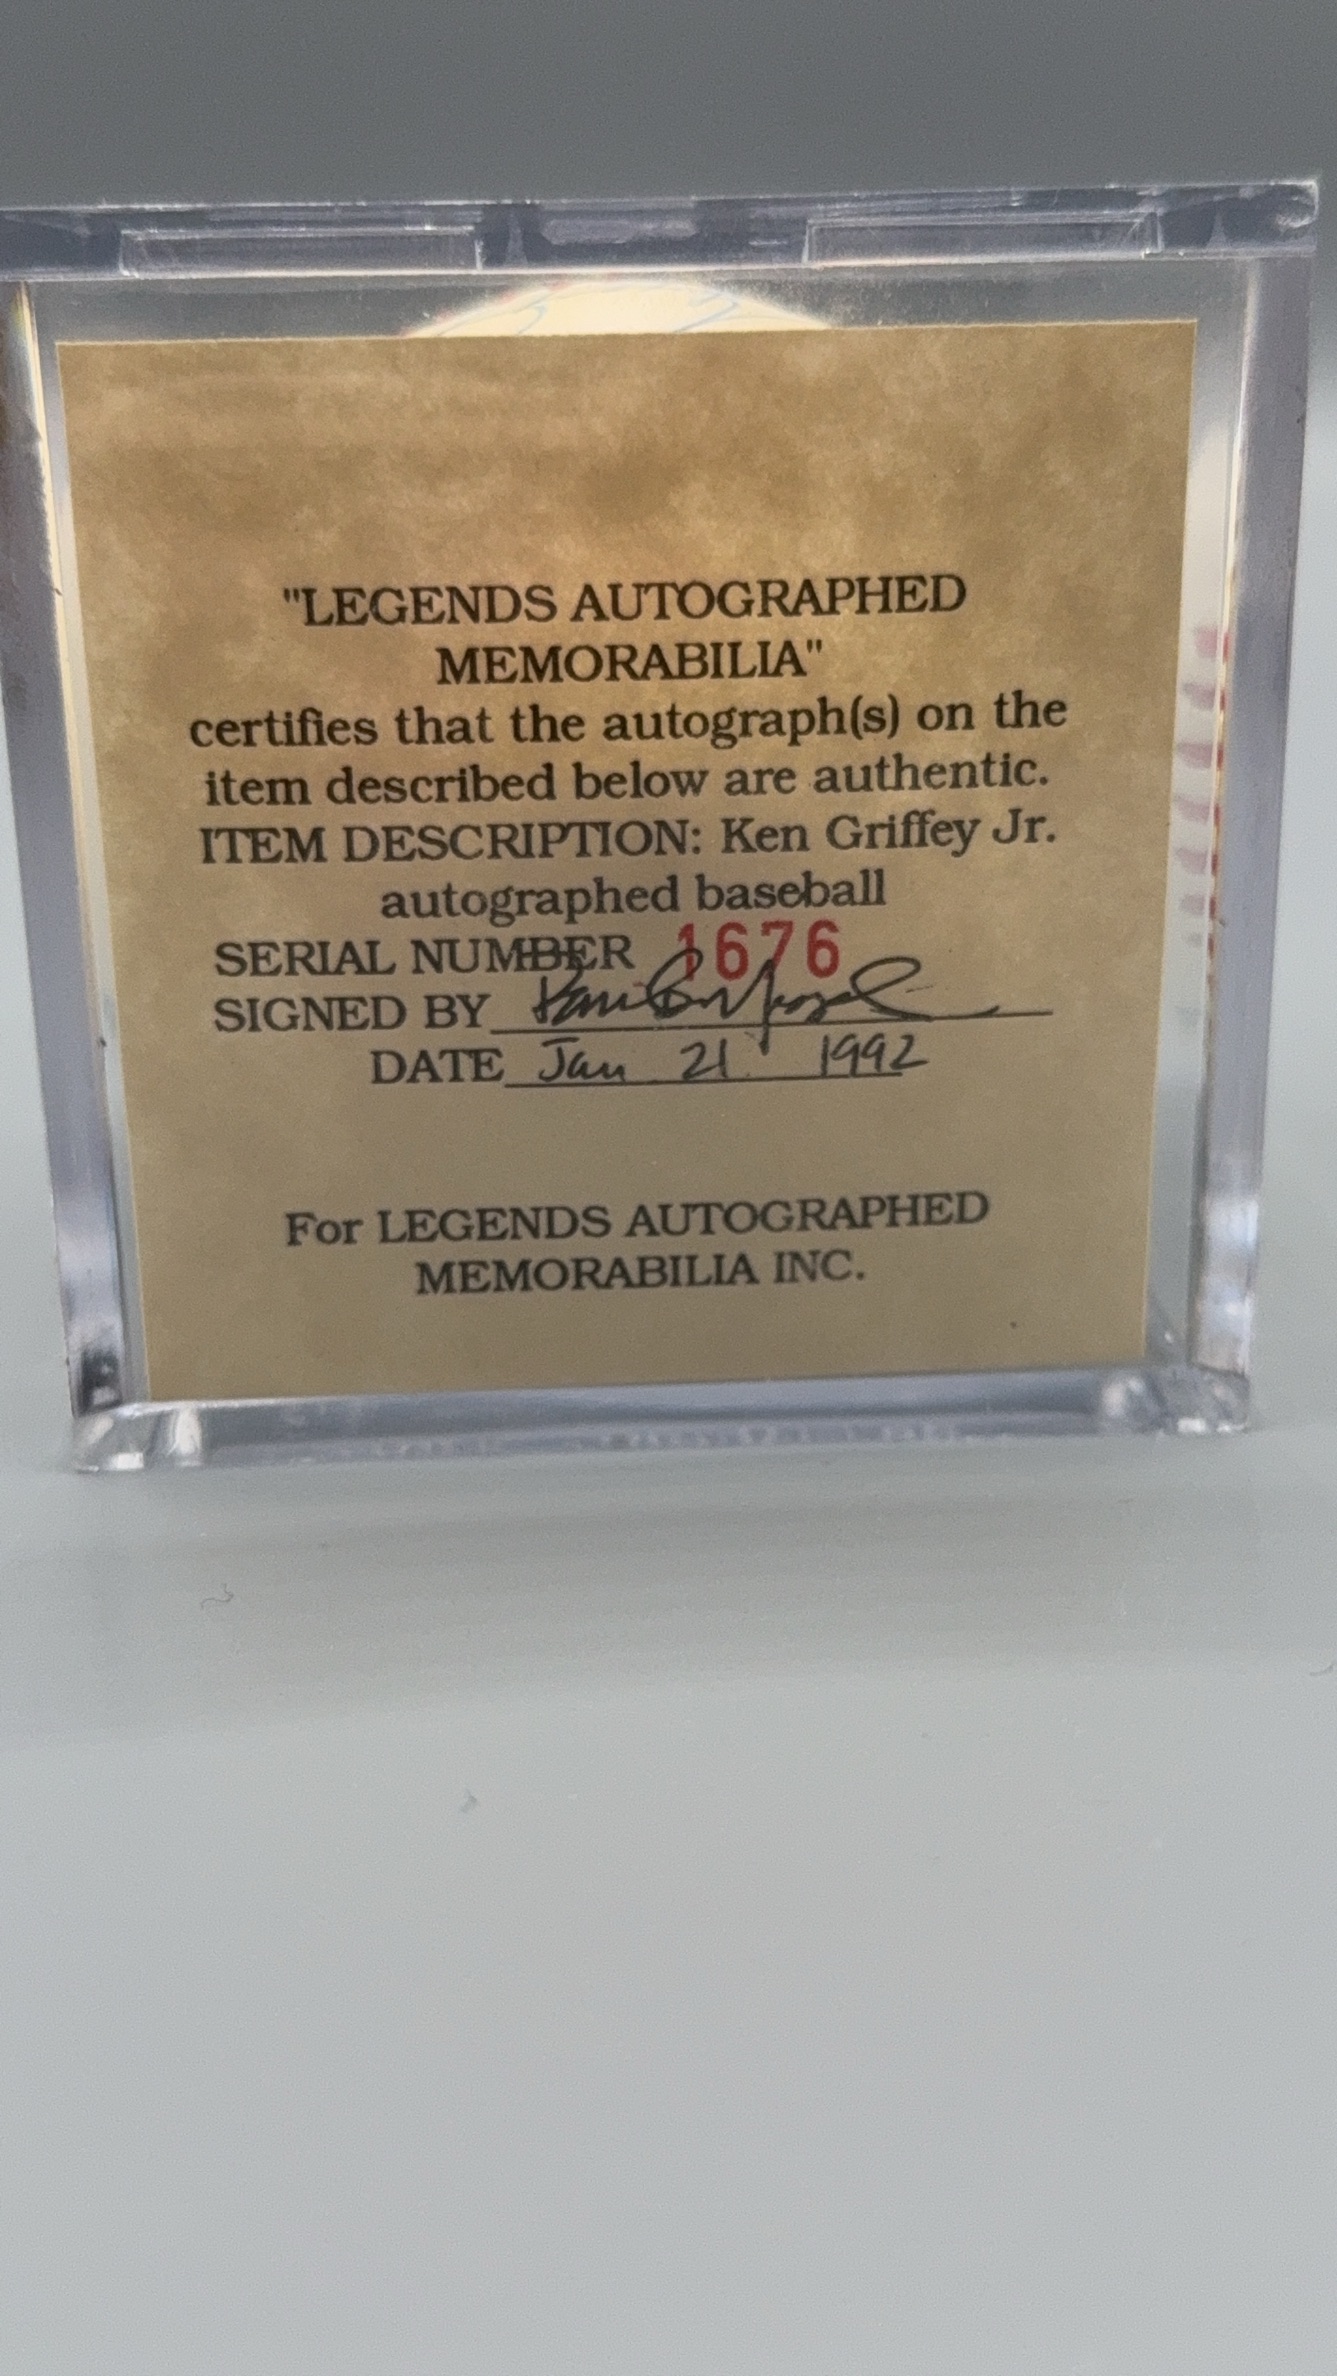 "LEGENDS AUTOGRAPHED
MEMORABILIA"
certifies that the autograph(s) on the
item described below are authentic.
ITEM DESCRIPTION: Ken Griffey Jr.
autographed baseball
SERIAL NUMBER 1676
SIGNED BY
DATE Jan 21 1992
For LEGENDS AUTOGRAPHED
MEMORABILIA INC.